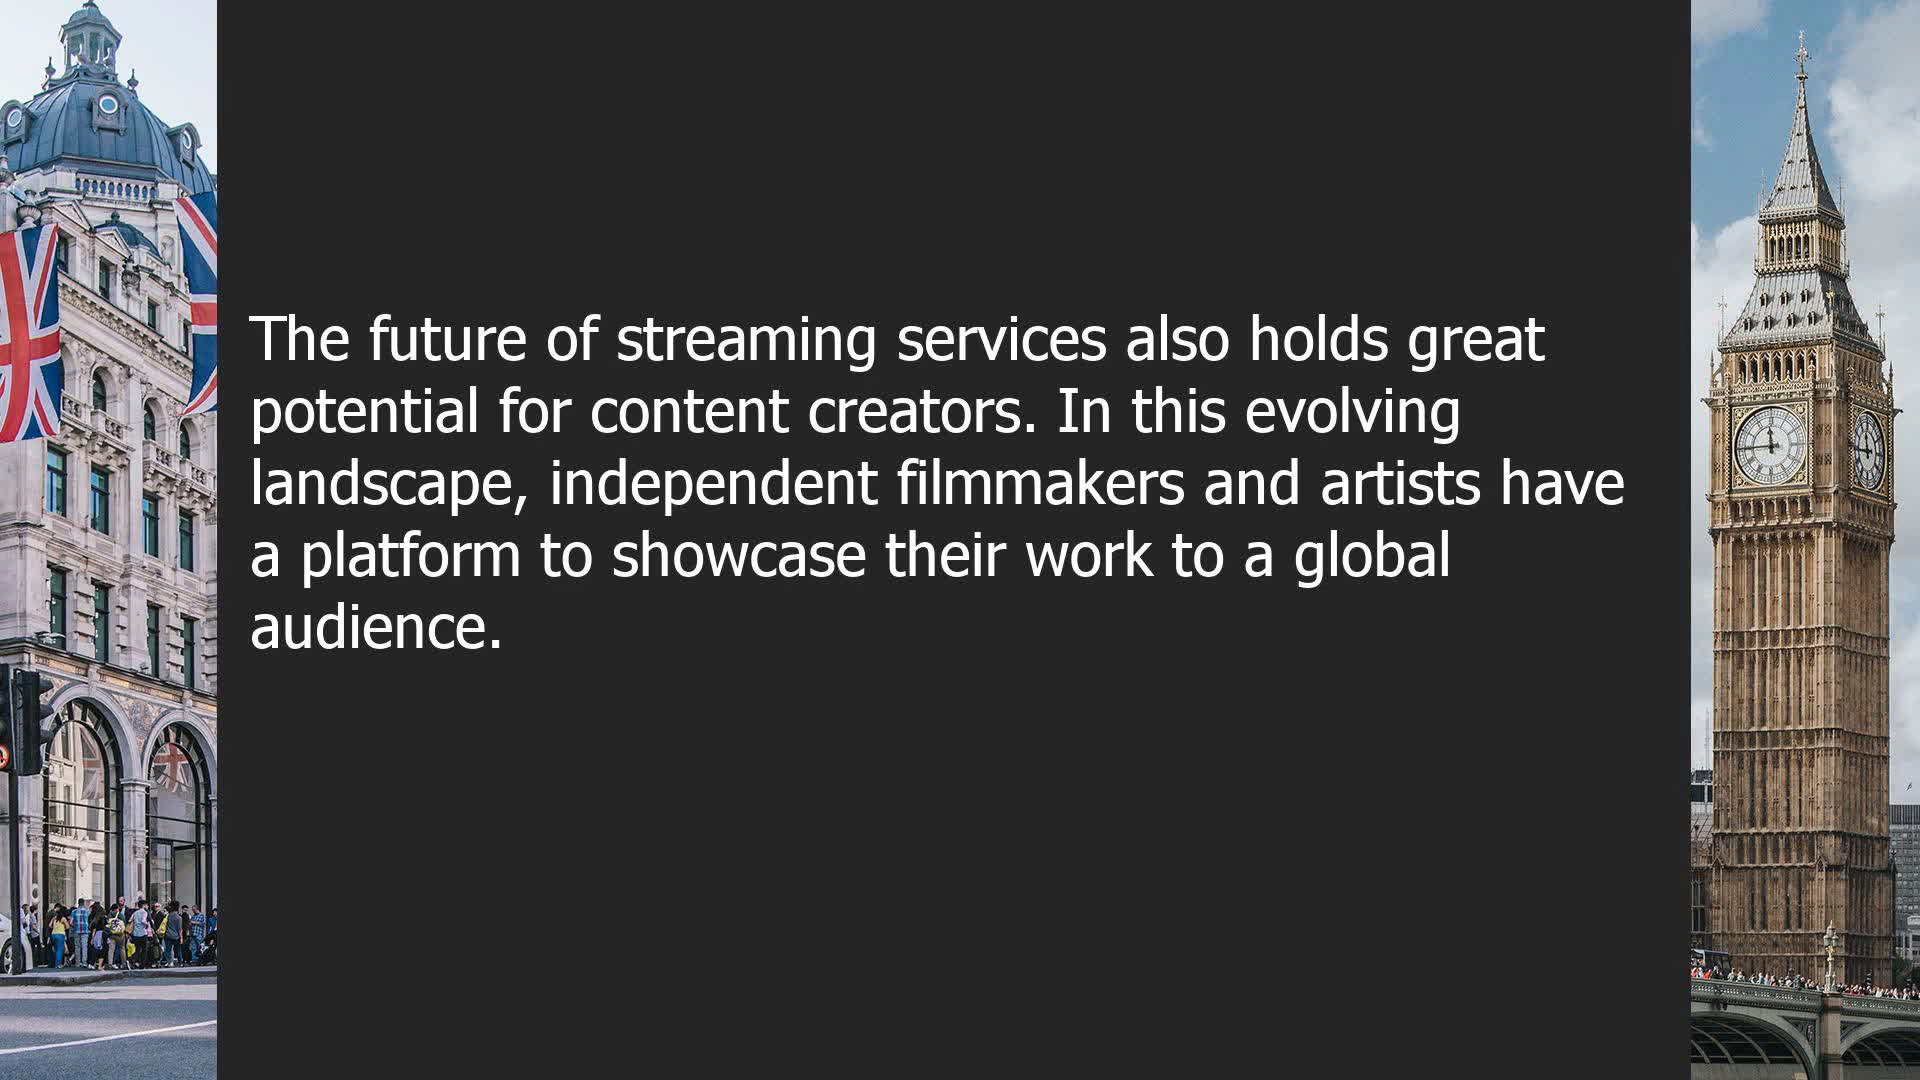 The future of streaming services also holds great
potential for content creators. In this evolving
landscape, independent filmmakers and artists have
a platform to showcase their work to a global
audience.